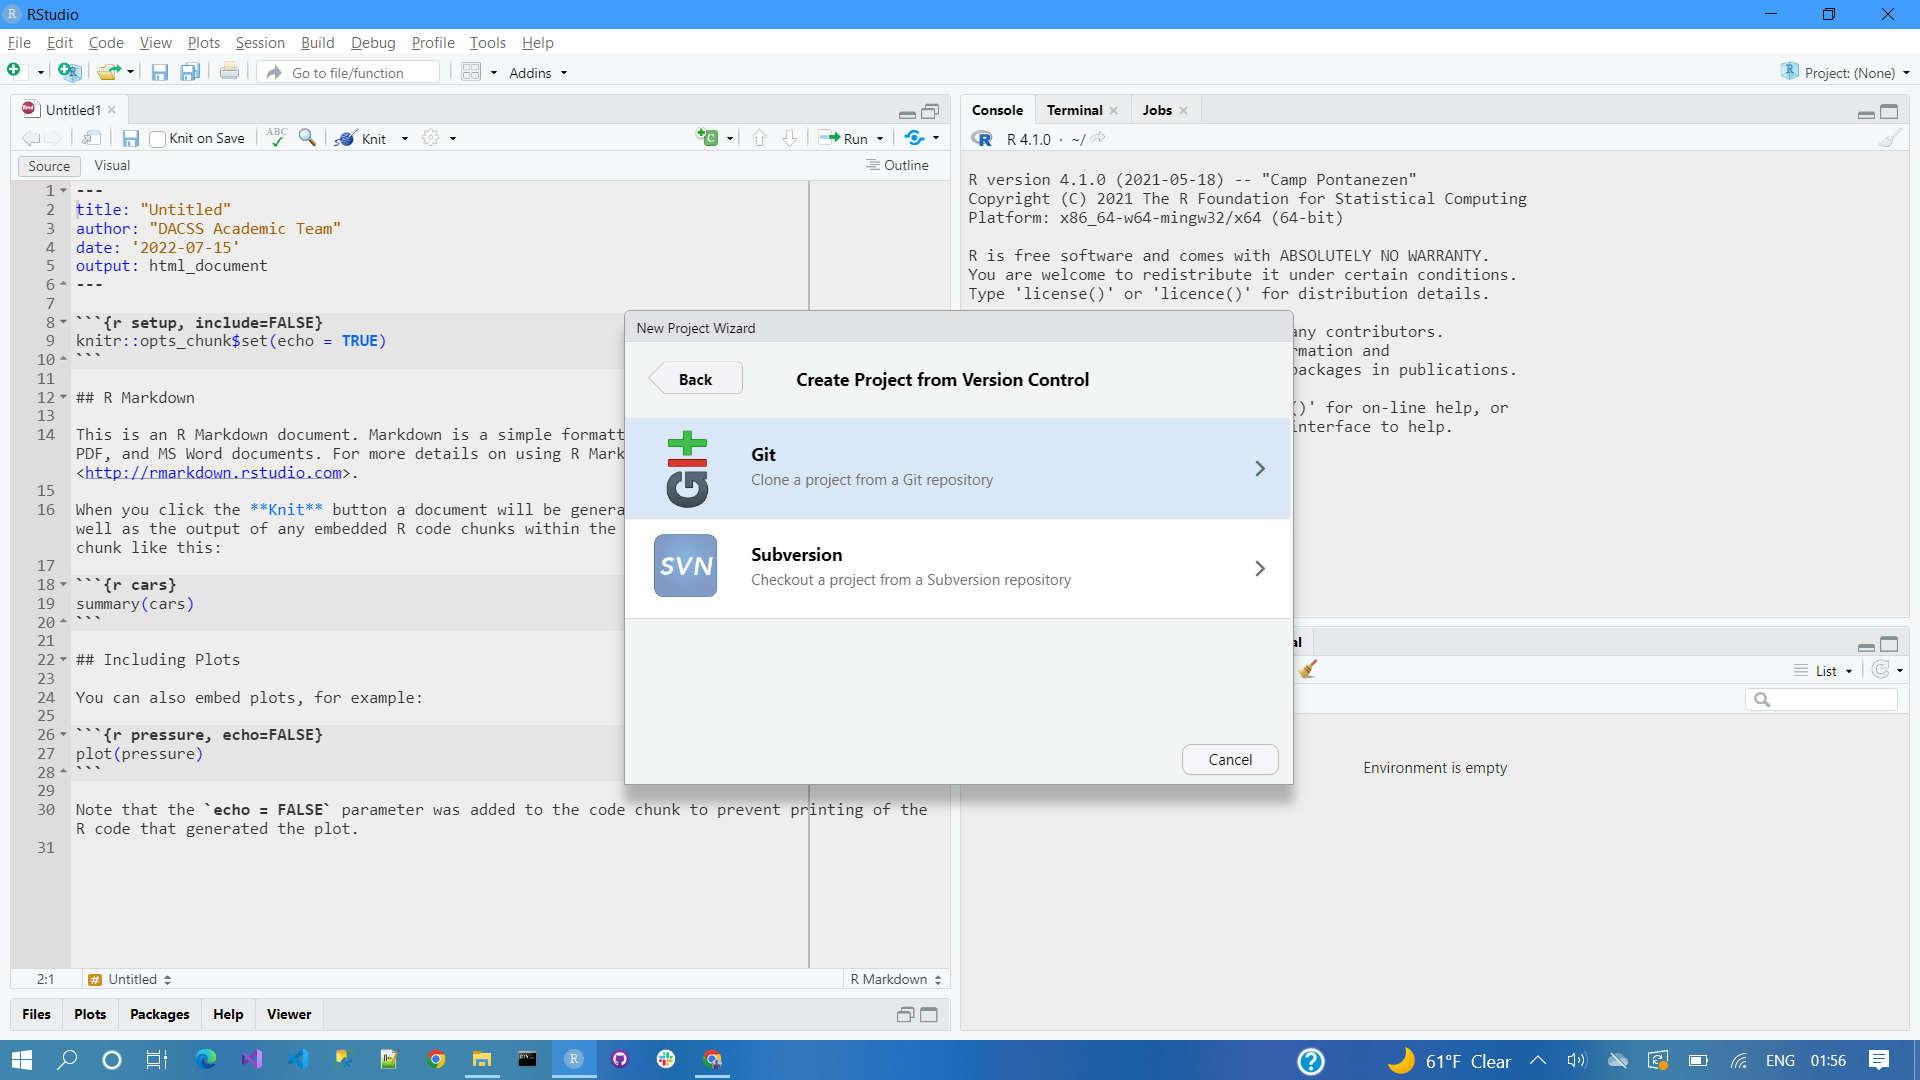 RStudio
File Edit Code View Plots Session Build Debug Profile Tools Help
Go to file/function Addins Project: (None)
Untitled1
Knit on Save ABC Knit Run
Source Visual Outline
1 ---
2 title: "Untitled"
3 author: "DACSS Academic Team"
4 date: '2022-07-15'
5 output: html_document
6 ---
7
8 ```{r setup, include=FALSE}
9 knitr::opts_chunk$set(echo = TRUE)
10 ```
11
12 ## R Markdown
13
14 This is an R Markdown document. Markdown is a simple formatt
PDF, and MS Word documents. For more details on using R Mark
<http://rmarkdown.rstudio.com>.
15
16 When you click the **Knit** button a document will be genera
well as the output of any embedded R code chunks within the
chunk like this:
17
18 ```{r cars}
19 summary(cars)
20 ```
21
22 ## Including Plots
23
24 You can also embed plots, for example:
25
26 ```{r pressure, echo=FALSE}
27 plot(pressure)
28 ```
29
30 Note that the `echo = FALSE` parameter was added to the code chunk to prevent printing of the
R code that generated the plot.
31
2:1 # Untitled R Markdown
Files Plots Packages Help Viewer
Console Terminal Jobs
R 4.1.0 · ~/
R version 4.1.0 (2021-05-18) -- "Camp Pontanezen"
Copyright (C) 2021 The R Foundation for Statistical Computing
Platform: x86_64-w64-mingw32/x64 (64-bit)
R is free software and comes with ABSOLUTELY NO WARRANTY.
You are welcome to redistribute it under certain conditions.
Type 'license()' or 'licence()' for distribution details.
any contributors.
rmation and
packages in publications.
()' for on-line help, or
interface to help.
New Project Wizard
Back
Create Project from Version Control
git
Git
Clone a project from a Git repository
SVN
Subversion
Checkout a project from a Subversion repository
Cancel
al
List
Environment is empty
61°F Clear ENG 01:56